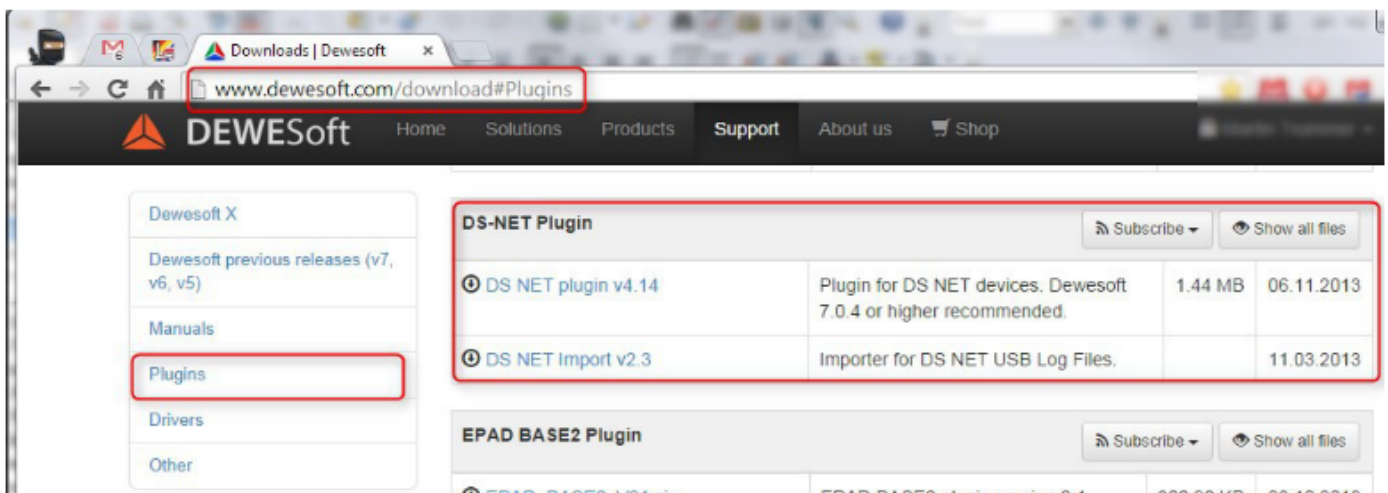 6
Downloads | Dewesoft ×
www.dewesoft.com/download#Plugins
DEWESoft Home Solutions Products Support About us Shop
Dewesoft X
Dewesoft previous releases (v7,
v6, v5)
Manuals
Plugins
Drivers
Other
DS-NET Plugin Subscribe Show all files
DS NET plugin v4.14 Plugin for DS NET devices. Dewesoft 1.44 MB 06.11.2013
7.0.4 or higher recommended.
DS NET Import v2.3 Importer for DS NET USB Log Files. 11.03.2013
EPAD BASE2 Plugin Subscribe Show all files